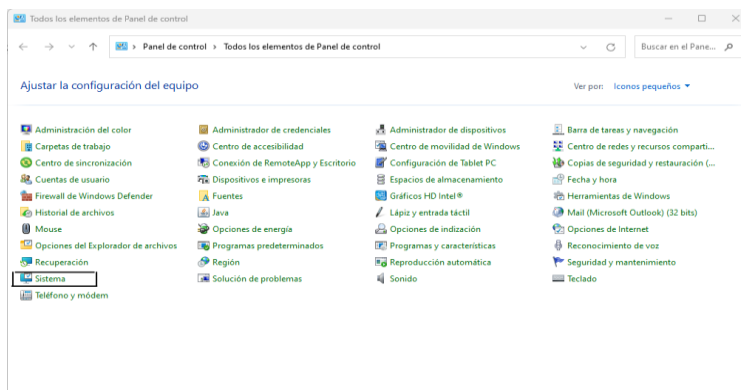 Todos los elementos de Panel de control
Panel de control > Todos los elementos de Panel de control
Buscar en el Pane...
Ajustar la configuración del equipo
Ver por: Iconos pequeños
Administración del color
Administrador de credenciales
Administrador de dispositivos
Barra de tareas y navegación
Carpetas de trabajo
Centro de accesibilidad
Centro de movilidad de Windows
Centro de redes y recursos comparti...
Centro de sincronización
Conexión de RemoteApp y Escritorio
Configuración de Tablet PC
Copias de seguridad y restauración (...
Cuentas de usuario
Dispositivos e impresoras
Espacios de almacenamiento
Fecha y hora
Firewall de Windows Defender
Fuentes
Gráficos HD Intel®
Herramientas de Windows
Historial de archivos
Java
Lápiz y entrada táctil
Mail (Microsoft Outlook) (32 bits)
Mouse
Opciones de energía
Opciones de indización
Opciones de Internet
Opciones del Explorador de archivos
Programas predeterminados
Programas y características
Reconocimiento de voz
Recuperación
Región
Reproducción automática
Seguridad y mantenimiento
Sistema
Solución de problemas
Sonido
Teclado
Teléfono y módem